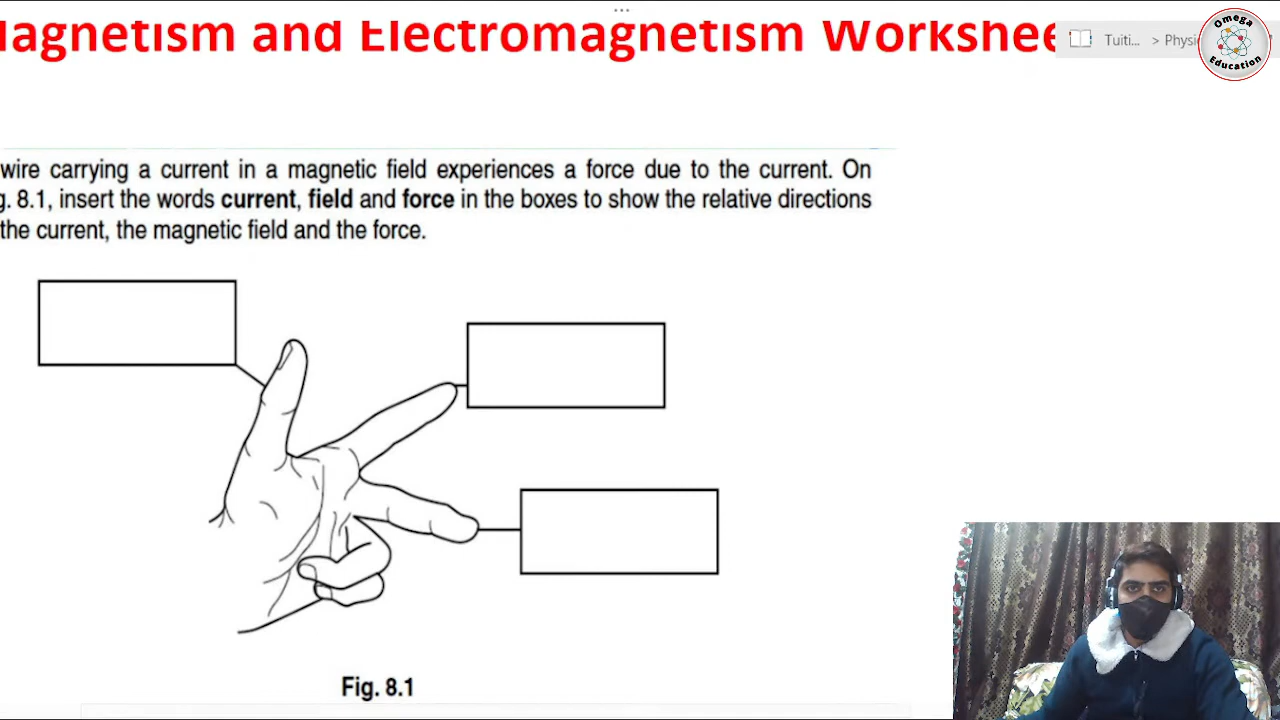 ...
lagnetism and Electromagnetism Workshee
Tuiti... > Physi
Omega
Education
wire carrying a current in a magnetic field experiences a force due to the current. On
g. 8.1, insert the words current, field and force in the boxes to show the relative directions
the current, the magnetic field and the force.
Fig. 8.1